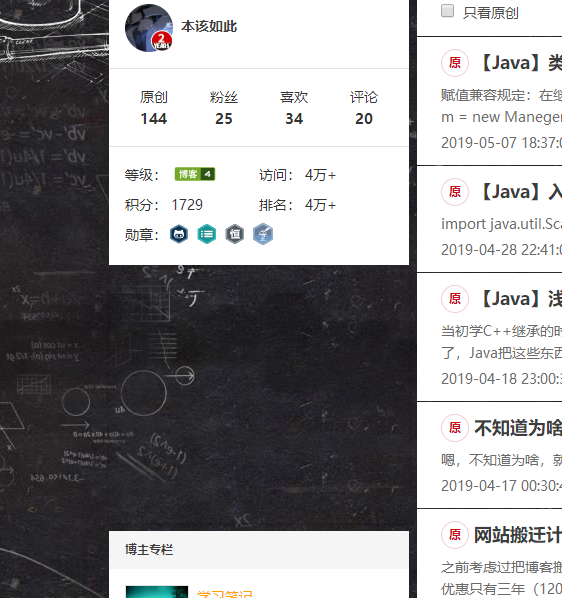 本该如此
2
YEARS
原创 粉丝 喜欢 评论
144 25 34 20
等级： 博客 4 访问： 4万+
积分： 1729 排名： 4万+
勋章： 恒
博主专栏
学习笔记
只看原创
原 【Java】类
赋值兼容规定：在继
m = new Maneger
2019-05-07 18:37:0
原 【Java】入
import java.util.Sca
2019-04-28 22:41:0
原 【Java】浅
当初学C++继承的时
了，Java把这些东西
2019-04-18 23:00:3
原 不知道为啥
嗯，不知道为啥，就
2019-04-17 00:30:4
原 网站搬迁计
之前考虑过把博客搬
优惠只有三年（120